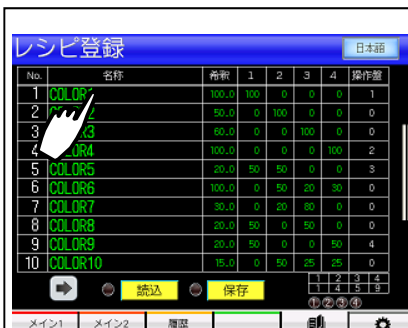 レシピ登録 日本語
No. 名称 希釈 1 2 3 4 操作盤
1 COLOR1 100.0 100 0 0 0 1
2 50.0 0 100 0 0 0
3 60.0 0 0 100 0 0
4 COLOR4 100.0 0 0 0 100 2
5 COLOR5 20.0 50 50 0 0 3
6 COLOR6 100.0 0 50 20 30 0
7 COLOR7 30.0 0 20 80 0 0
8 COLOR8 20.0 50 0 50 0 0
9 COLOR9 20.0 50 0 0 50 4
10 COLOR10 15.0 0 50 25 25 0
読込 保存
1 2 3 4
1 4 5 9
①②③④
メイン1 メイン2 履歴